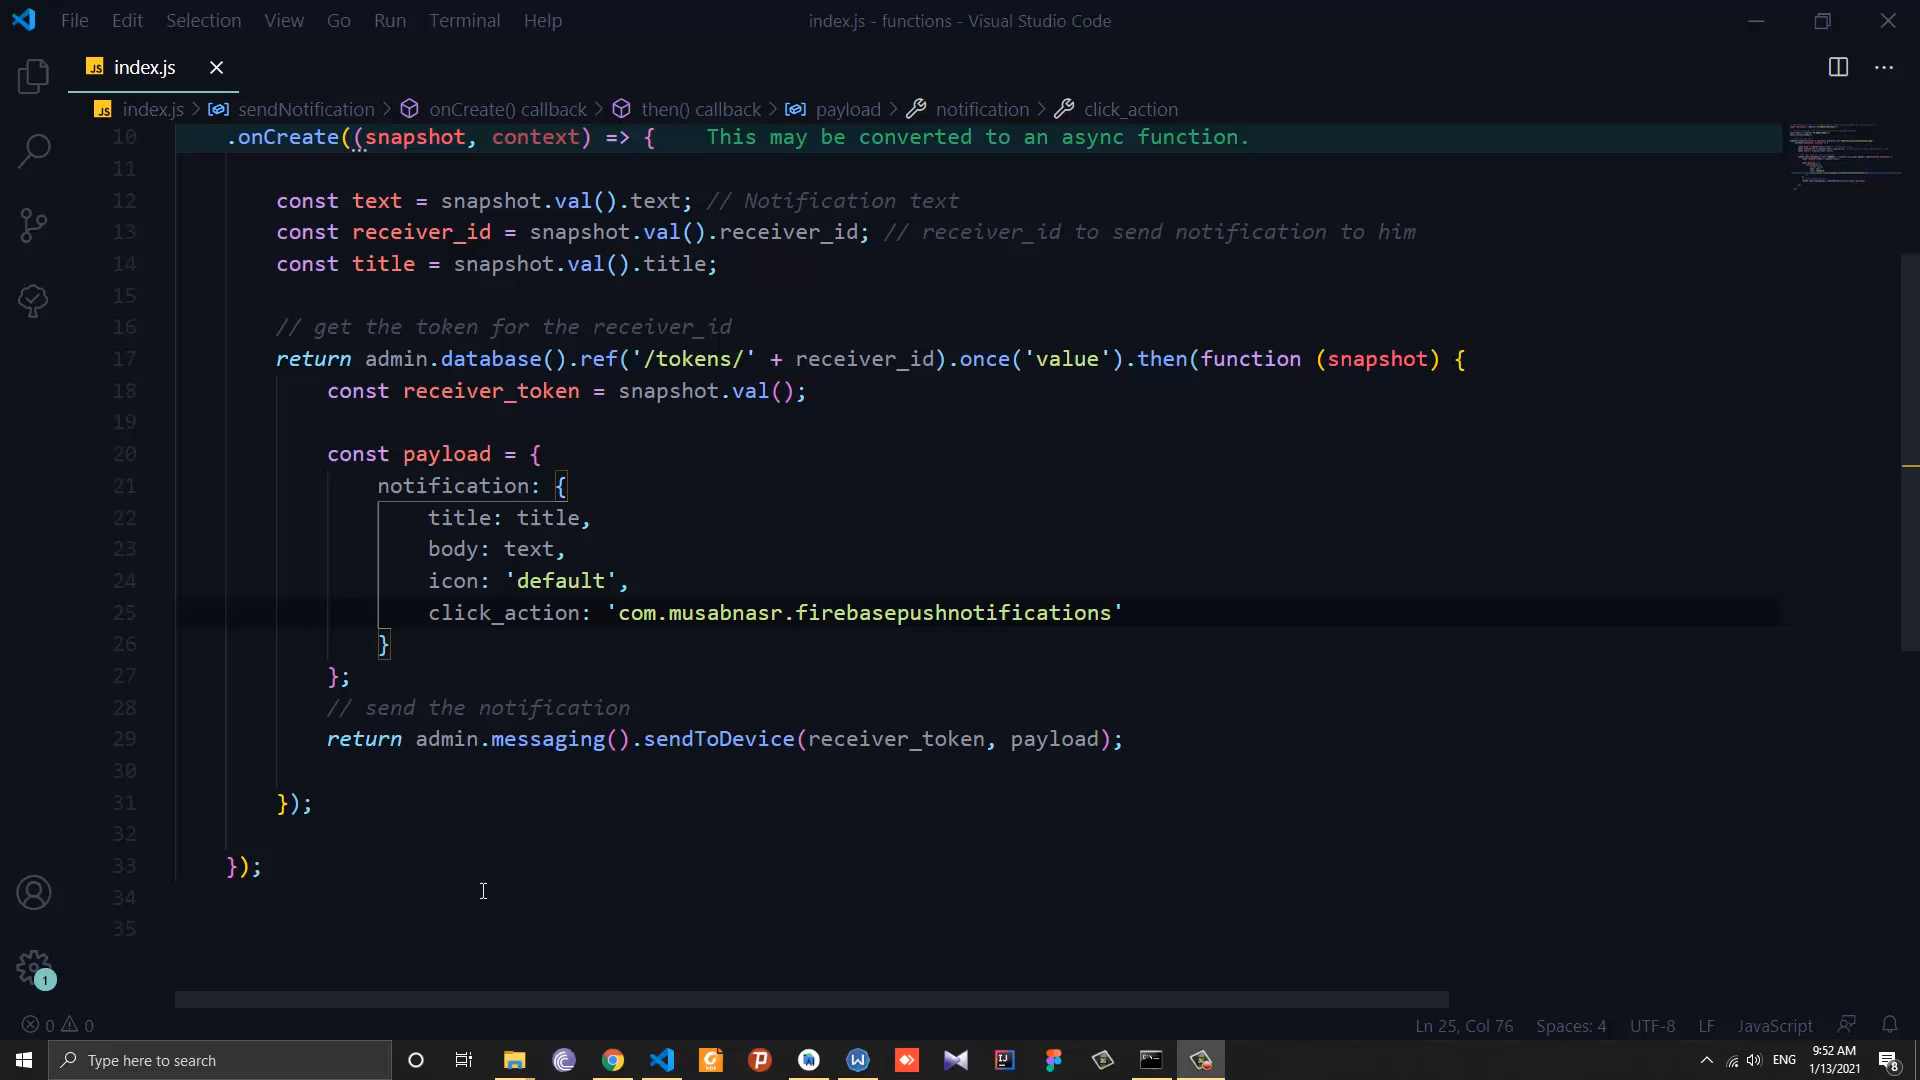 File Edit Selection View Go Run Terminal Help index.js - functions - Visual Studio Code
JS index.js
JS index.js > sendNotification > onCreate() callback > then() callback > payload > notification > click_action
10 .onCreate((snapshot, context) => { This may be converted to an async function.
11
12 const text = snapshot.val().text; // Notification text
13 const receiver_id = snapshot.val().receiver_id; // receiver_id to send notification to him
14 const title = snapshot.val().title;
15
16 // get the token for the receiver_id
17 return admin.database().ref('/tokens/' + receiver_id).once('value').then(function (snapshot) {
18 const receiver_token = snapshot.val();
19
20 const payload = {
21 notification: {
22 title: title,
23 body: text,
24 icon: 'default',
25 click_action: 'com.musabnasr.firebasepushnotifications'
26 }
27 };
28 // send the notification
29 return admin.messaging().sendToDevice(receiver_token, payload);
30
31 });
32
33 });
34
35
1
0 0 Ln 25, Col 76 Spaces: 4 UTF-8 LF JavaScript
Type here to search ENG 9:52 AM
1/13/2021 8